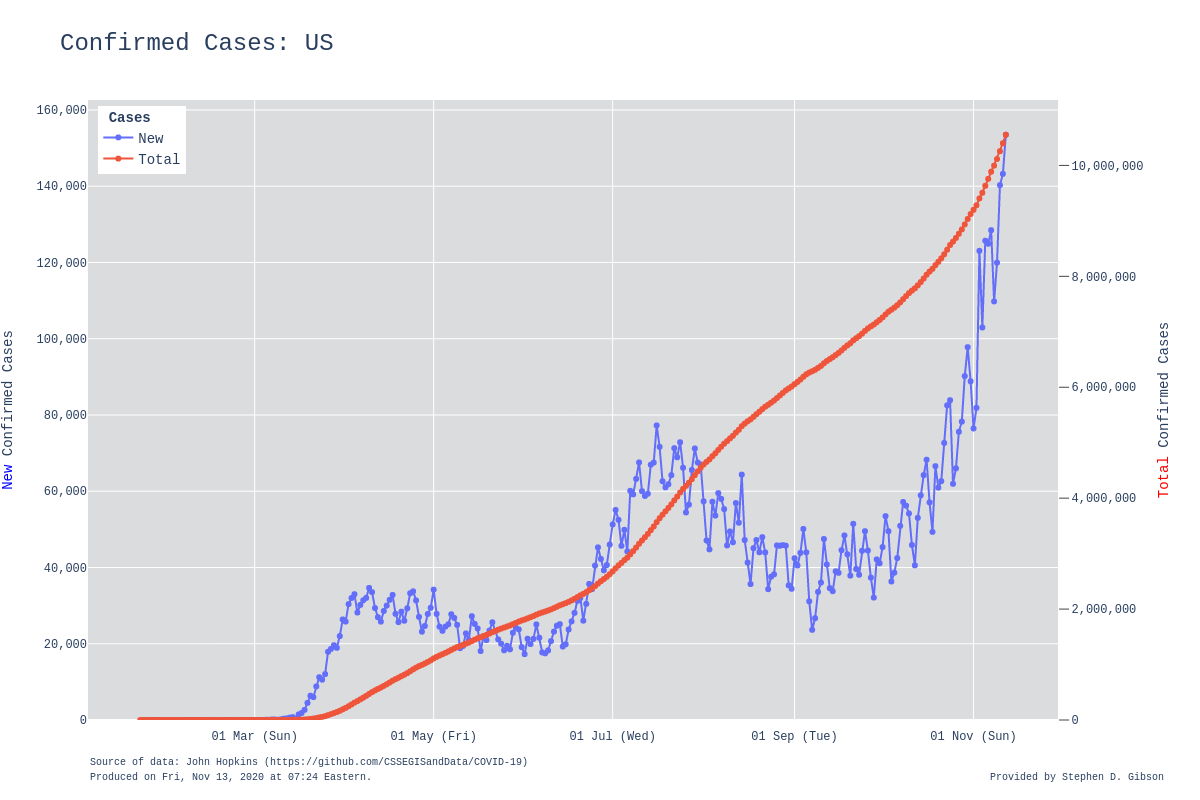 Confirmed Cases: US
Cases
New
Total
160,000
140,000
120,000
100,000
80,000
60,000
40,000
20,000
0
New Confirmed Cases
10,000,000
8,000,000
6,000,000
4,000,000
2,000,000
0
Total Confirmed Cases
01 Mar (Sun)
01 May (Fri)
01 Jul (Wed)
01 Sep (Tue)
01 Nov (Sun)
Source of data: John Hopkins (https://github.com/CSSEGISandData/COVID-19)
Produced on Fri, Nov 13, 2020 at 07:24 Eastern.
Provided by Stephen D. Gibson